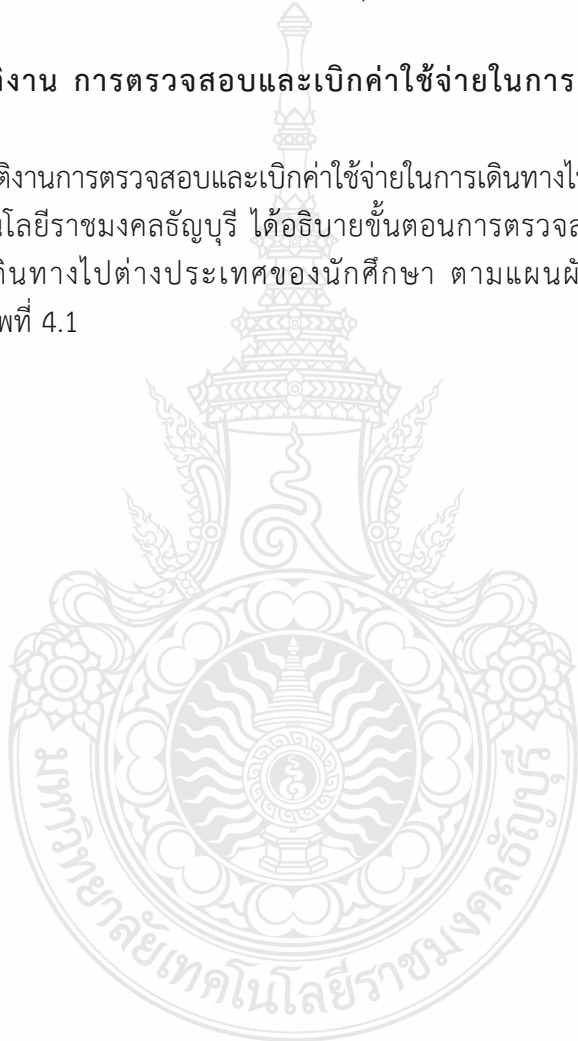 ติงาน การตรวจสอบและเบิกค่าใช้จ่ายในการ
ติงานการตรวจสอบและเบิกค่าใช้จ่ายในการเดินทางไป
นโลยีราชมงคลธัญบุรี ได้อธิบายขั้นตอนการตรวจส
ดินทางไปต่างประเทศของนักศึกษา ตามแผนผั
พที่ 4.1
มหาวิทยาลัยเทคโนโลยีราชมงคลธัญบุรี